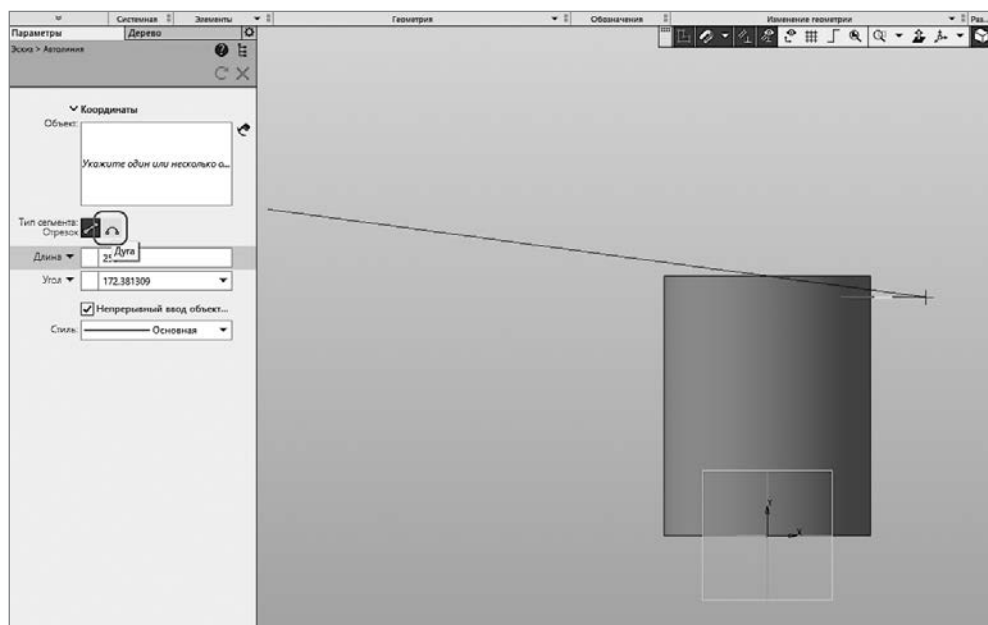 Системная Элементы Геометрия Обозначения Изменение геометрии Раз...
Параметры Дерево
Эскиз > Автолиния
Координаты
Объект:
Укажите один или несколько о...
Тип сегмента:
Отрезок
Дуга
Длина
Угол 172.381309
Непрерывный ввод объект...
Стиль: Основная
Y
X